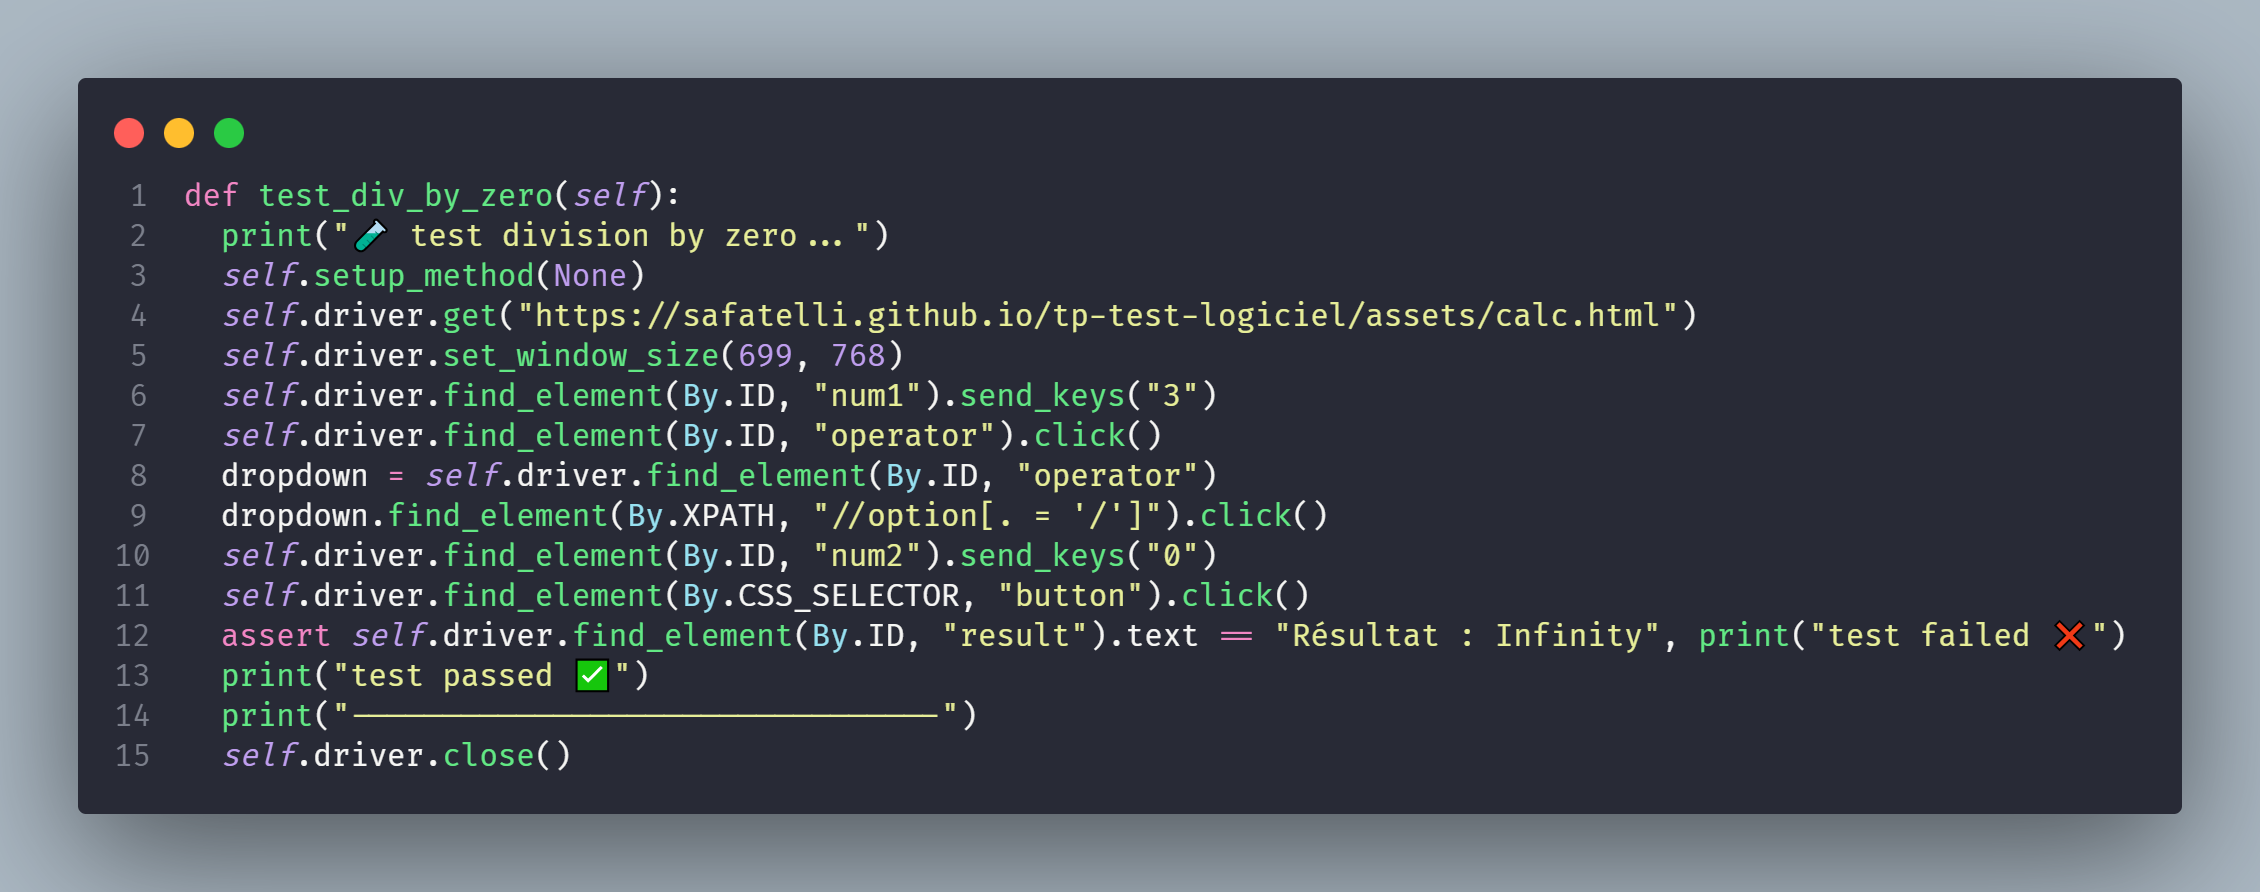 1 def test_div_by_zero(self):
2 print("🧪 test division by zero...")
3 self.setup_method(None)
4 self.driver.get("https://safatelli.github.io/tp-test-logiciel/assets/calc.html")
5 self.driver.set_window_size(699, 768)
6 self.driver.find_element(By.ID, "num1").send_keys("3")
7 self.driver.find_element(By.ID, "operator").click()
8 dropdown = self.driver.find_element(By.ID, "operator")
9 dropdown.find_element(By.XPATH, "//option[. = '/']").click()
10 self.driver.find_element(By.ID, "num2").send_keys("0")
11 self.driver.find_element(By.CSS_SELECTOR, "button").click()
12 assert self.driver.find_element(By.ID, "result").text == "Résultat : Infinity", print("test failed ❌")
13 print("test passed ✅")
14 print("--------------------------------")
15 self.driver.close()